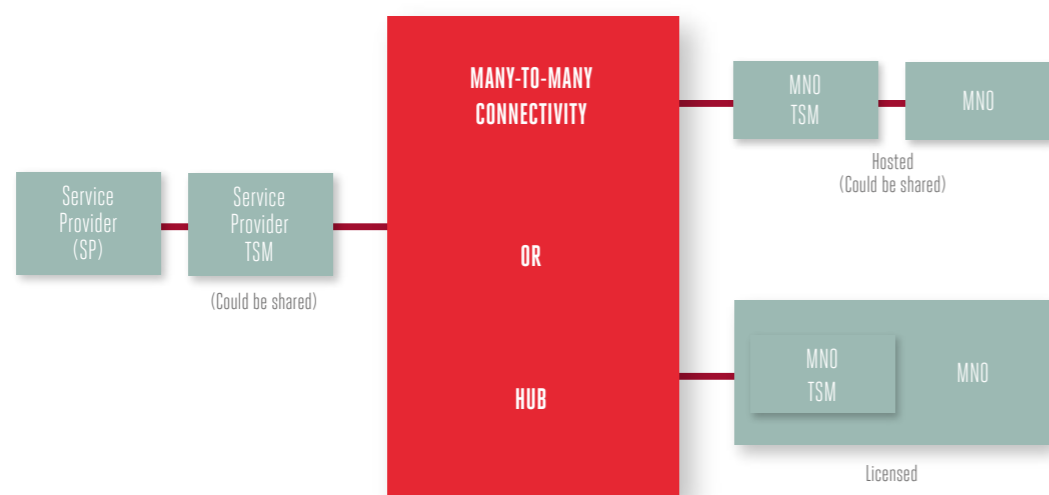 Service
Provider
(SP)
Service
Provider
TSM
(Could be shared)
MANY-TO-MANY
CONNECTIVITY
OR
HUB
MNO
TSM
MNO
Hosted
(Could be shared)
MNO
TSM
MNO
Licensed